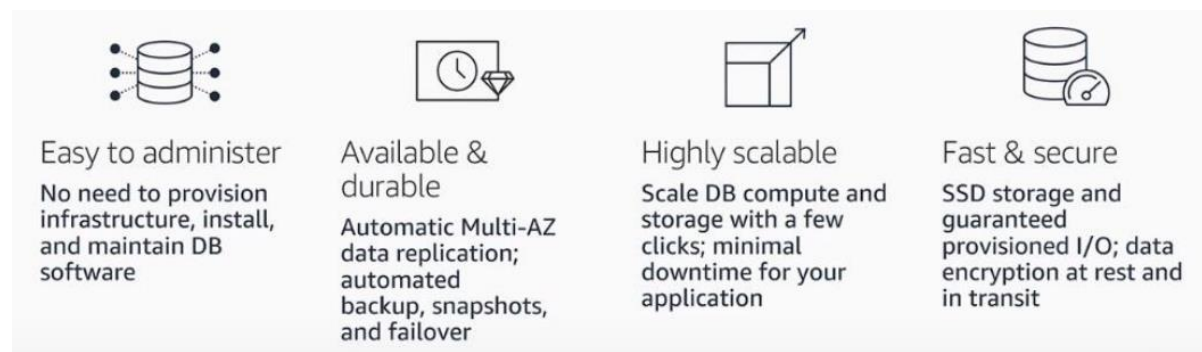 Easy to administer
No need to provision
infrastructure, install,
and maintain DB
software
Available &
durable
Automatic Multi-AZ
data replication;
automated
backup, snapshots,
and failover
Highly scalable
Scale DB compute and
storage with a few
clicks; minimal
downtime for your
application
Fast & secure
SSD storage and
guaranteed
provisioned I/O; data
encryption at rest and
in transit